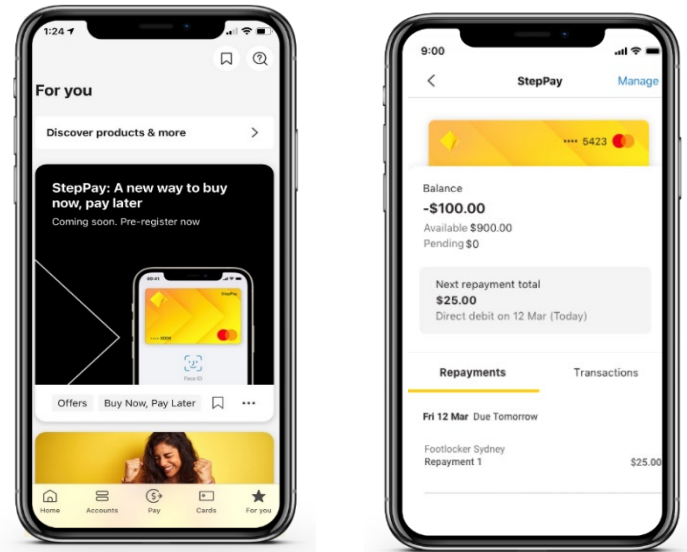 1:24
For you
Discover products & more
StepPay: A new way to buy
now, pay later
Coming soon. Pre-register now
StepPay
Face ID
Offers
Buy Now, Pay Later
Home
Accounts
Pay
Cards
For you
9:00
StepPay
Manage
•••• 5423
Balance
-$100.00
Available $900.00
Pending $0
Next repayment total
$25.00
Direct debit on 12 Mar (Today)
Repayments
Transactions
Fri 12 Mar Due Tomorrow
Footlocker Sydney
Repayment 1
$25.00